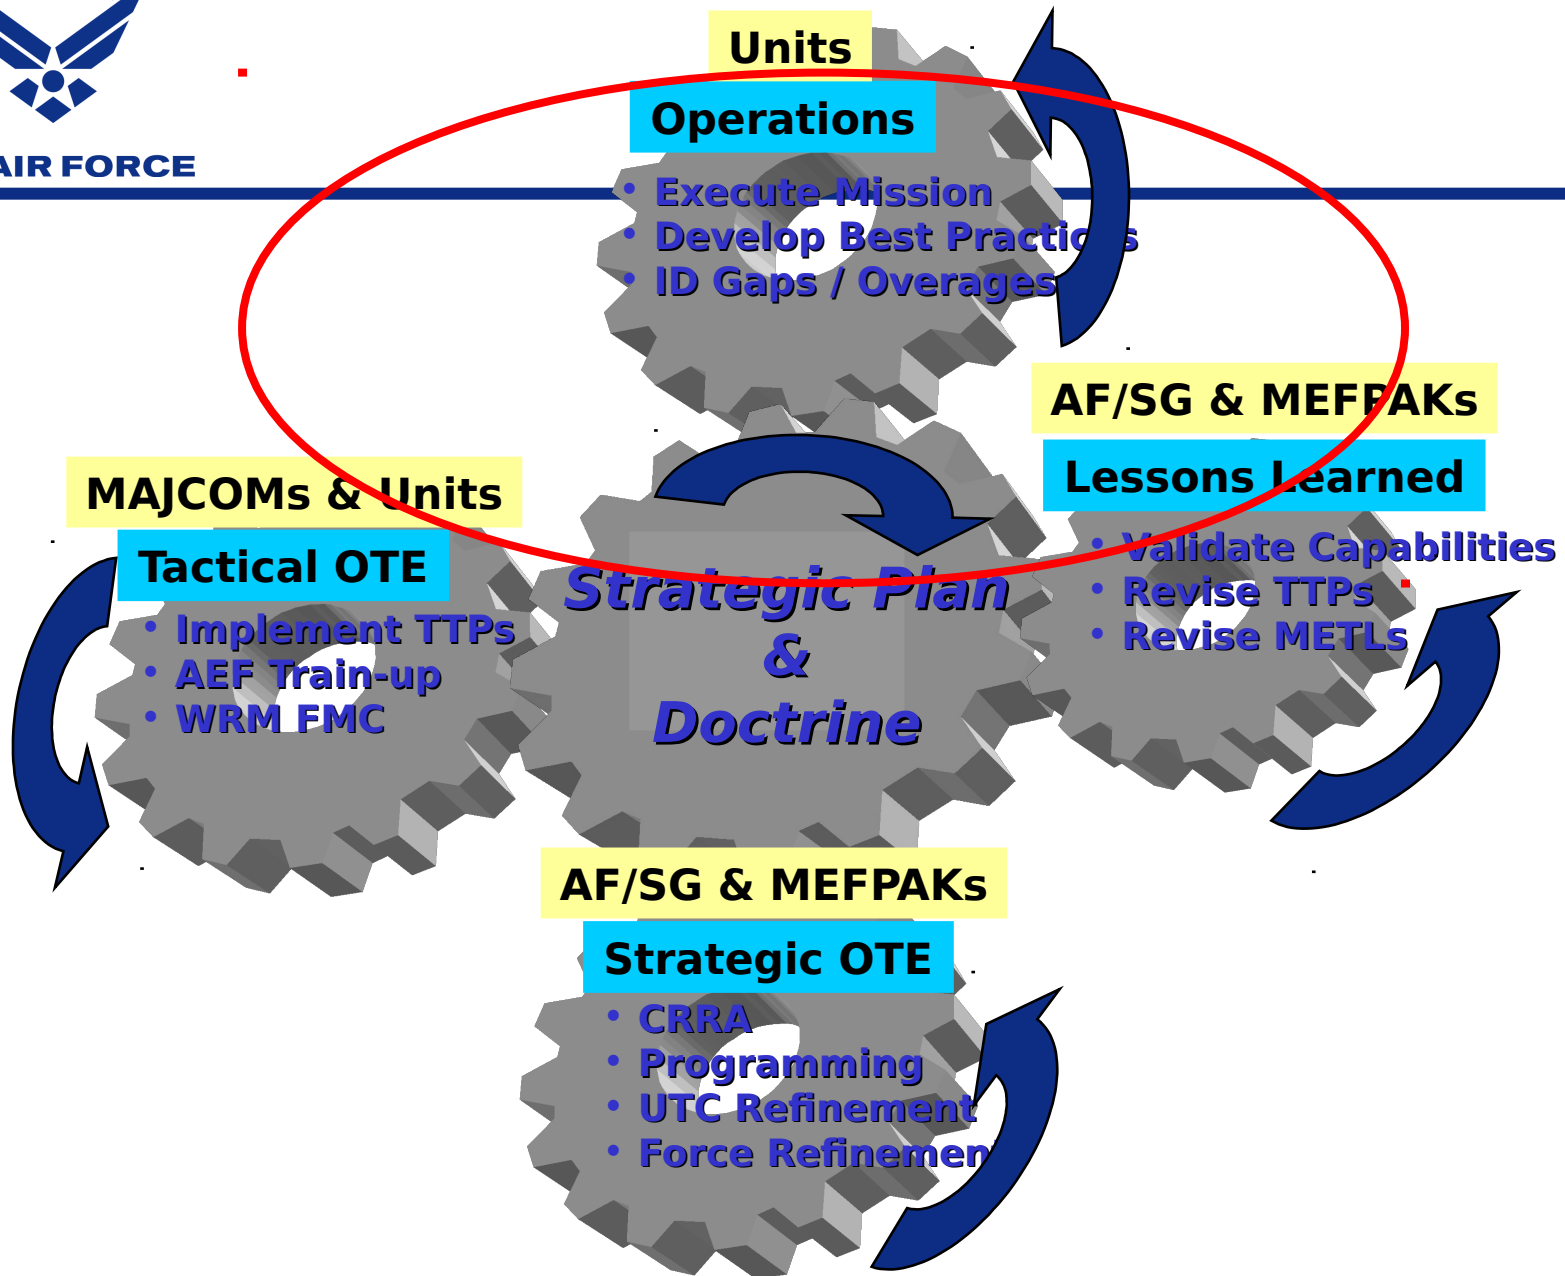 AIR FORCE
Units
Operations
• Execute Mission
• Develop Best Practices
• ID Gaps / Overages
AF/SG & MEFPAKs
Lessons Learned
• Validate Capabilities
• Revise TTPs
• Revise METLs
MAJCOMs & Units
Tactical OTE
• Implement TTPs
• AEF Train-up
• WRM FMC
Strategic Plan
&
Doctrine
AF/SG & MEFPAKs
Strategic OTE
• CRRA
• Programming
• UTC Refinement
• Force Refinement